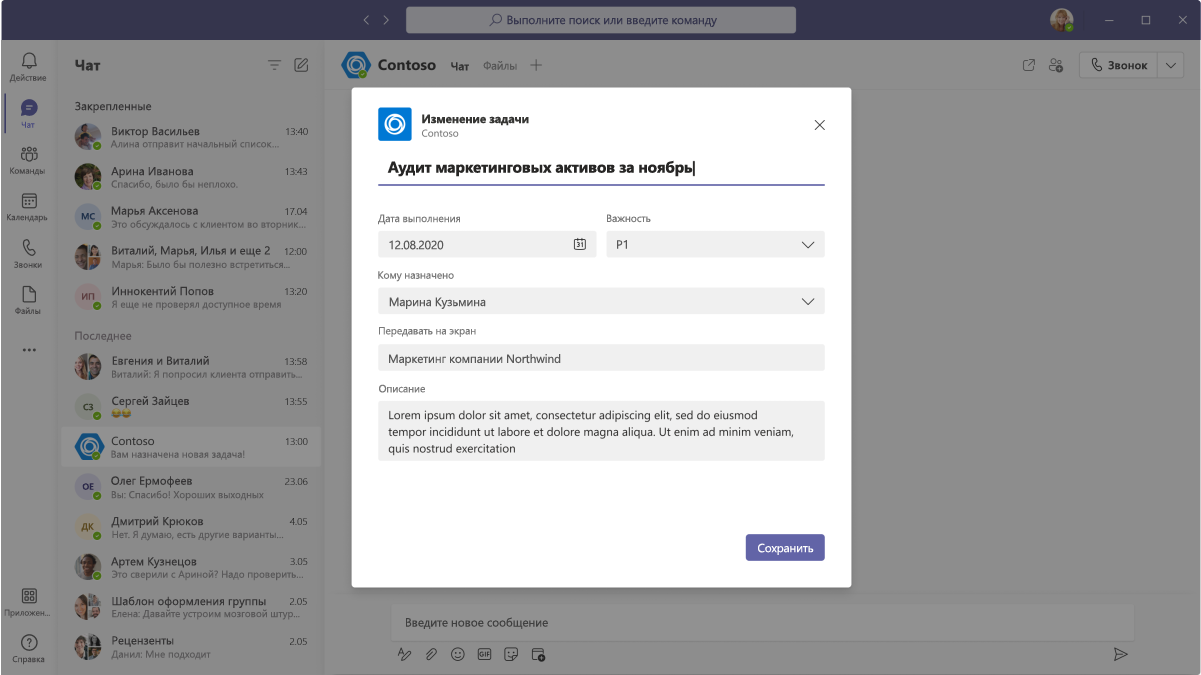 Выполните поиск или введите команду
Действие
Чат
Команды
Календарь
Звонки
Файлы
Приложен...
Справка
Чат
Закрепленные
Виктор Васильев 13:40
Алина отправит начальный список...
Арина Иванова 13:43
Спасибо, было бы неплохо.
МС
Марья Аксенова 17.04
Это обсуждалось с клиентом во вторник...
Виталий, Марья, Илья и еще 2 12:00
Марья: Было бы полезно встретиться...
ИП
Иннокентий Попов 13:20
Я еще не проверял доступное время
Последнее
Евгения и Виталий 13:58
Виталий: Я попросил клиента отправить...
СЗ
Сергей Зайцев 13:55
Contoso 13:00
Вам назначена новая задача!
ОЕ
Олег Ермофеев 23.06
Вы: Спасибо! Хороших выходных
ДК
Дмитрий Крюков 4.05
Нет. Я думаю, есть другие варианты...
Артем Кузнецов 3.05
Это сверили с Ариной? Надо проверить...
Шаблон оформления группы 2.05
Елена: Давайте устроим мозговой штур...
Рецензенты 2.05
Данил: Мне подходит
Contoso Чат Файлы
Звонок
Изменение задачи
Contoso
Аудит маркетинговых активов за ноябрь
Дата выполнения Важность
12.08.2020 31 P1
Кому назначено
Марина Кузьмина
Передавать на экран
Маркетинг компании Northwind
Описание
Lorem ipsum dolor sit amet, consectetur adipiscing elit, sed do eiusmod
tempor incididunt ut labore et dolore magna aliqua. Ut enim ad minim veniam,
quis nostrud exercitation
Сохранить
Введите новое сообщение
GIF